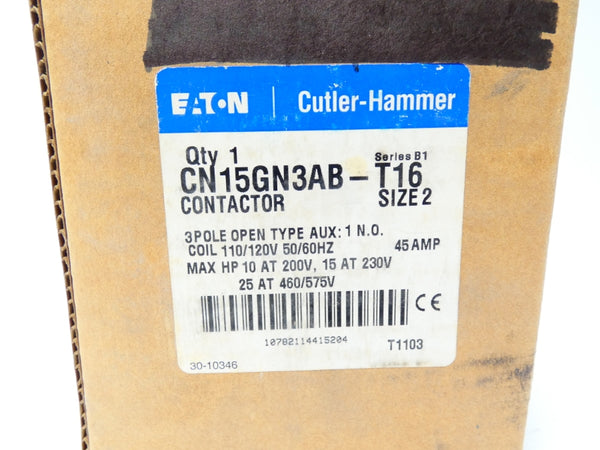 EATON | Cutler-Hammer
Qty 1 Series B1
CN15GN3AB-T16
CONTACTOR SIZE 2
3 POLE OPEN TYPE AUX: 1 N.O.
COIL 110/120V 50/60HZ 45 AMP
MAX HP 10 AT 200V, 15 AT 230V
25 AT 460/575V
CE
10782114415204 T1103
30-10346